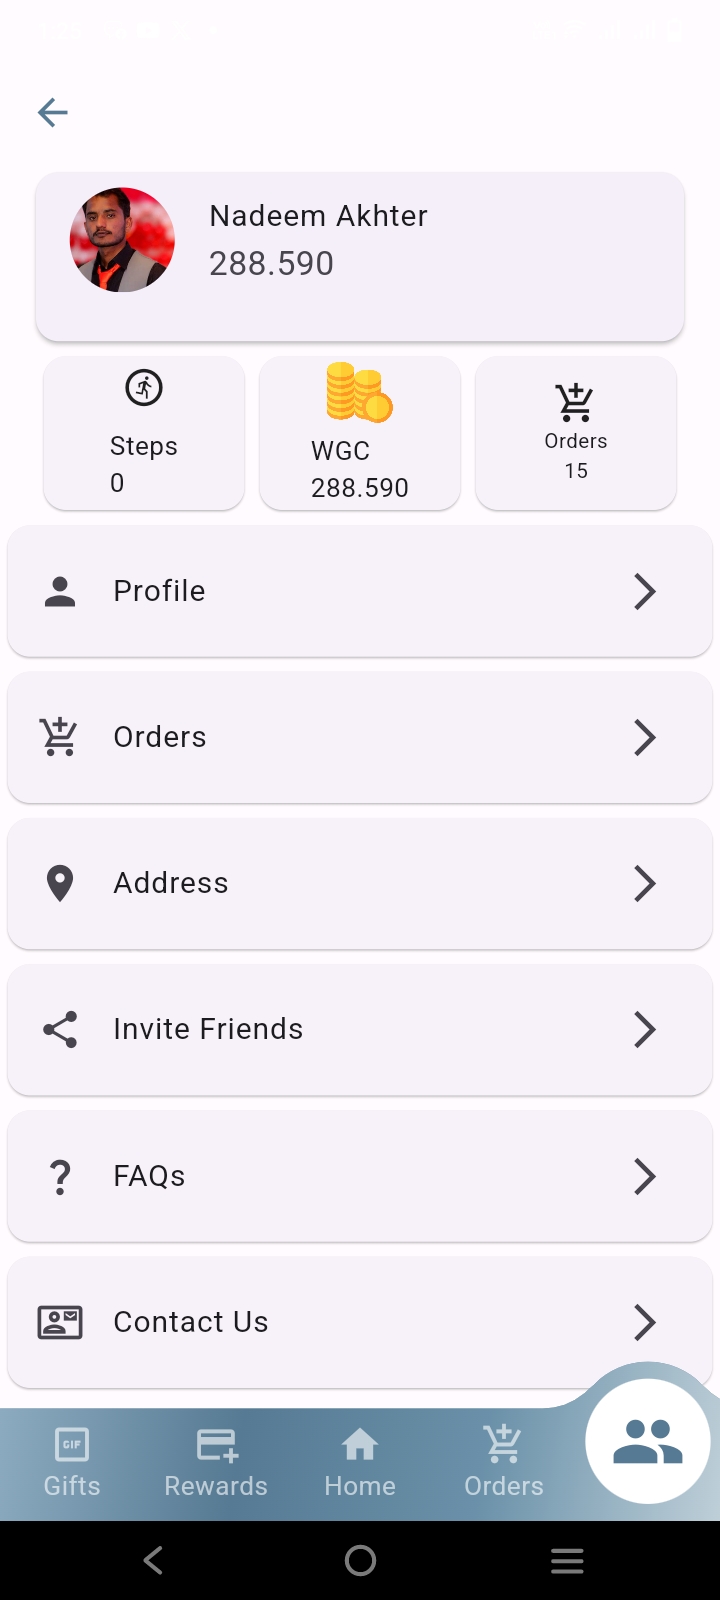 Nadeem Akhter
288.590
Steps
0
WGC
288.590
Orders
15
Profile
Orders
Address
Invite Friends
FAQs
Contact Us
GIF
Gifts
Rewards
Home
Orders